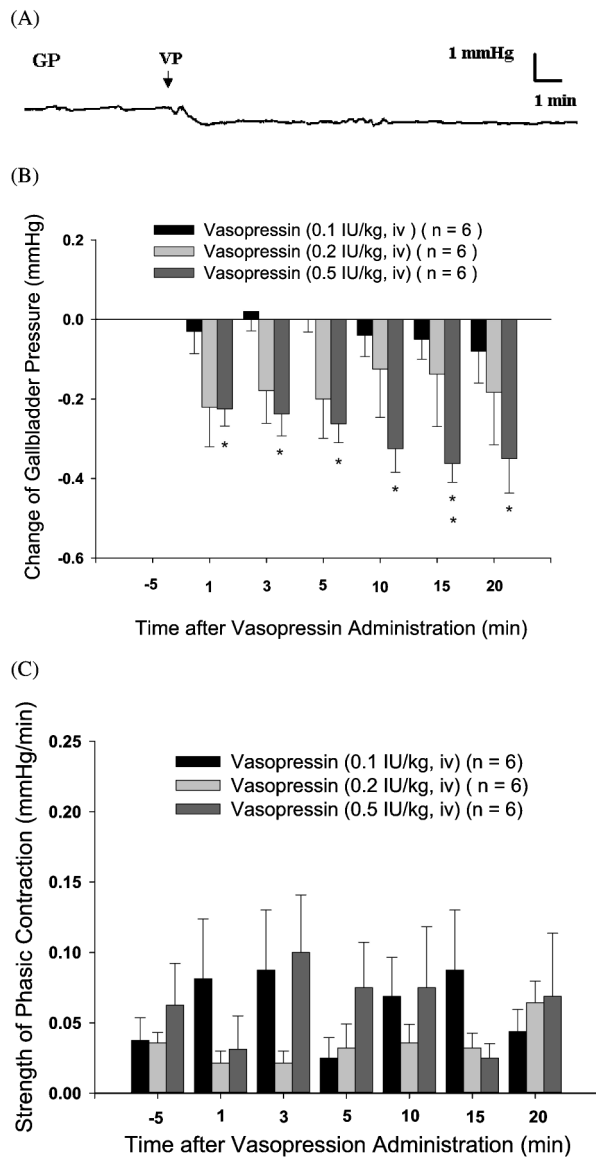 (A)
GP
VP
1 mmHg
1 min
(B)
Vasopressin (0.1 IU/kg, iv ) ( n = 6 )
Vasopressin (0.2 IU/kg, iv) ( n = 6 )
Vasopressin (0.5 IU/kg, iv) ( n = 6 )
Change of Gallbladder Pressure (mmHg)
0.2
0.0
-0.2
-0.4
-0.6
* * * * * * *
-5 1 3 5 10 15 20
Time after Vasopressin Administration (min)
(C)
Vasopressin (0.1 IU/kg, iv) (n = 6)
Vasopressin (0.2 IU/kg, iv) ( n = 6)
Vasopressin (0.5 IU/kg, iv) (n = 6)
Strength of Phasic Contraction (mmHg/min)
0.25
0.20
0.15
0.10
0.05
0.00
-5 1 3 5 10 15 20
Time after Vasopression Administration (min)